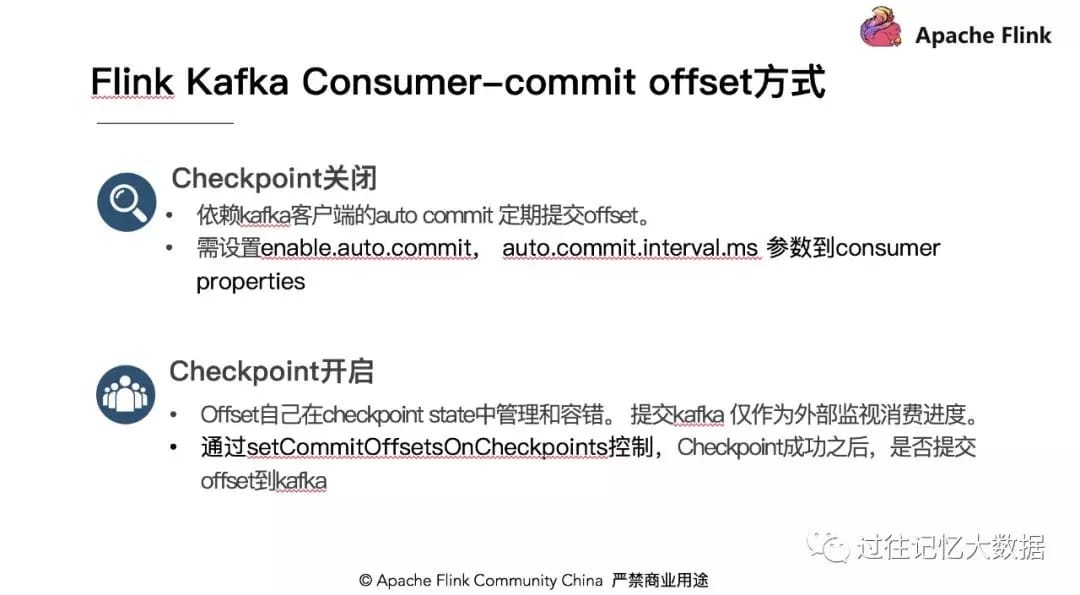 Apache Flink
Flink Kafka Consumer-commit offset方式
Checkpoint关闭
• 依赖kafka客户端的auto commit 定期提交offset。
• 需设置enable.auto.commit， auto.commit.interval.ms 参数到consumer
properties
Checkpoint开启
• Offset自己在checkpoint state中管理和容错。 提交kafka 仅作为外部监视消费进度。
• 通过setCommitOffsetsOnCheckpoints控制，Checkpoint成功之后，是否提交
offset到kafka
过往记忆大数据
© Apache Flink Community China 严禁商业用途